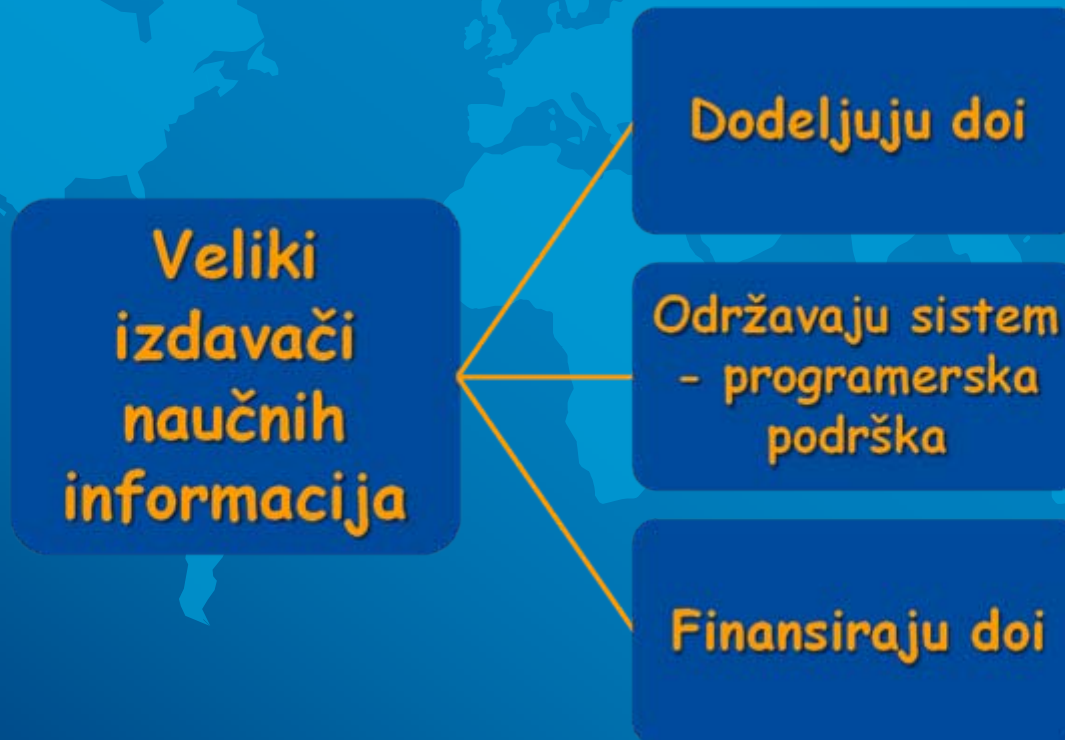 Veliki
izdavači
naučnih
informacija
Dodeljuju doi
Održavaju sistem
- programerska
podrška
Finansiraju doi